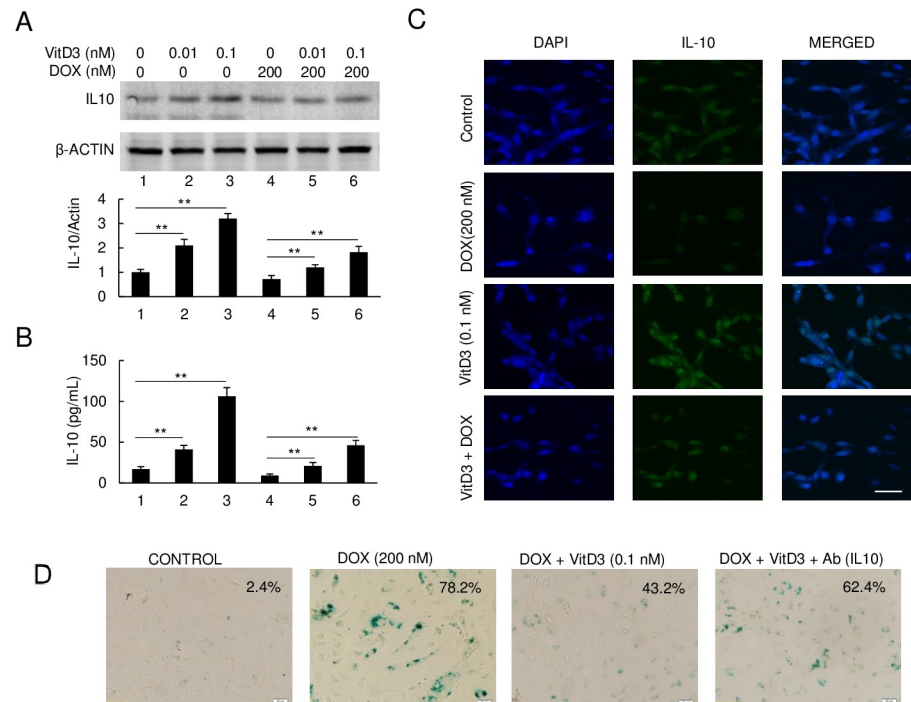 A
VitD3 (nM) 0 0.01 0.1 0 0.01 0.1
DOX (nM) 0 0 0 200 200 200
IL10
β-ACTIN
1 2 3 4 5 6
IL-10/Actin
4
3
2
1
0
** ** ** **
1 2 3 4 5 6
B
IL-10 (pg/mL)
150
100
50
0
** ** ** **
1 2 3 4 5 6
C
DAPI IL-10 MERGED
Control
DOX(200 nM)
VitD3 (0.1 nM)
VitD3 + DOX
D
CONTROL DOX (200 nM) DOX + VitD3 (0.1 nM) DOX + VitD3 + Ab (IL10)
2.4% 78.2% 43.2% 62.4%